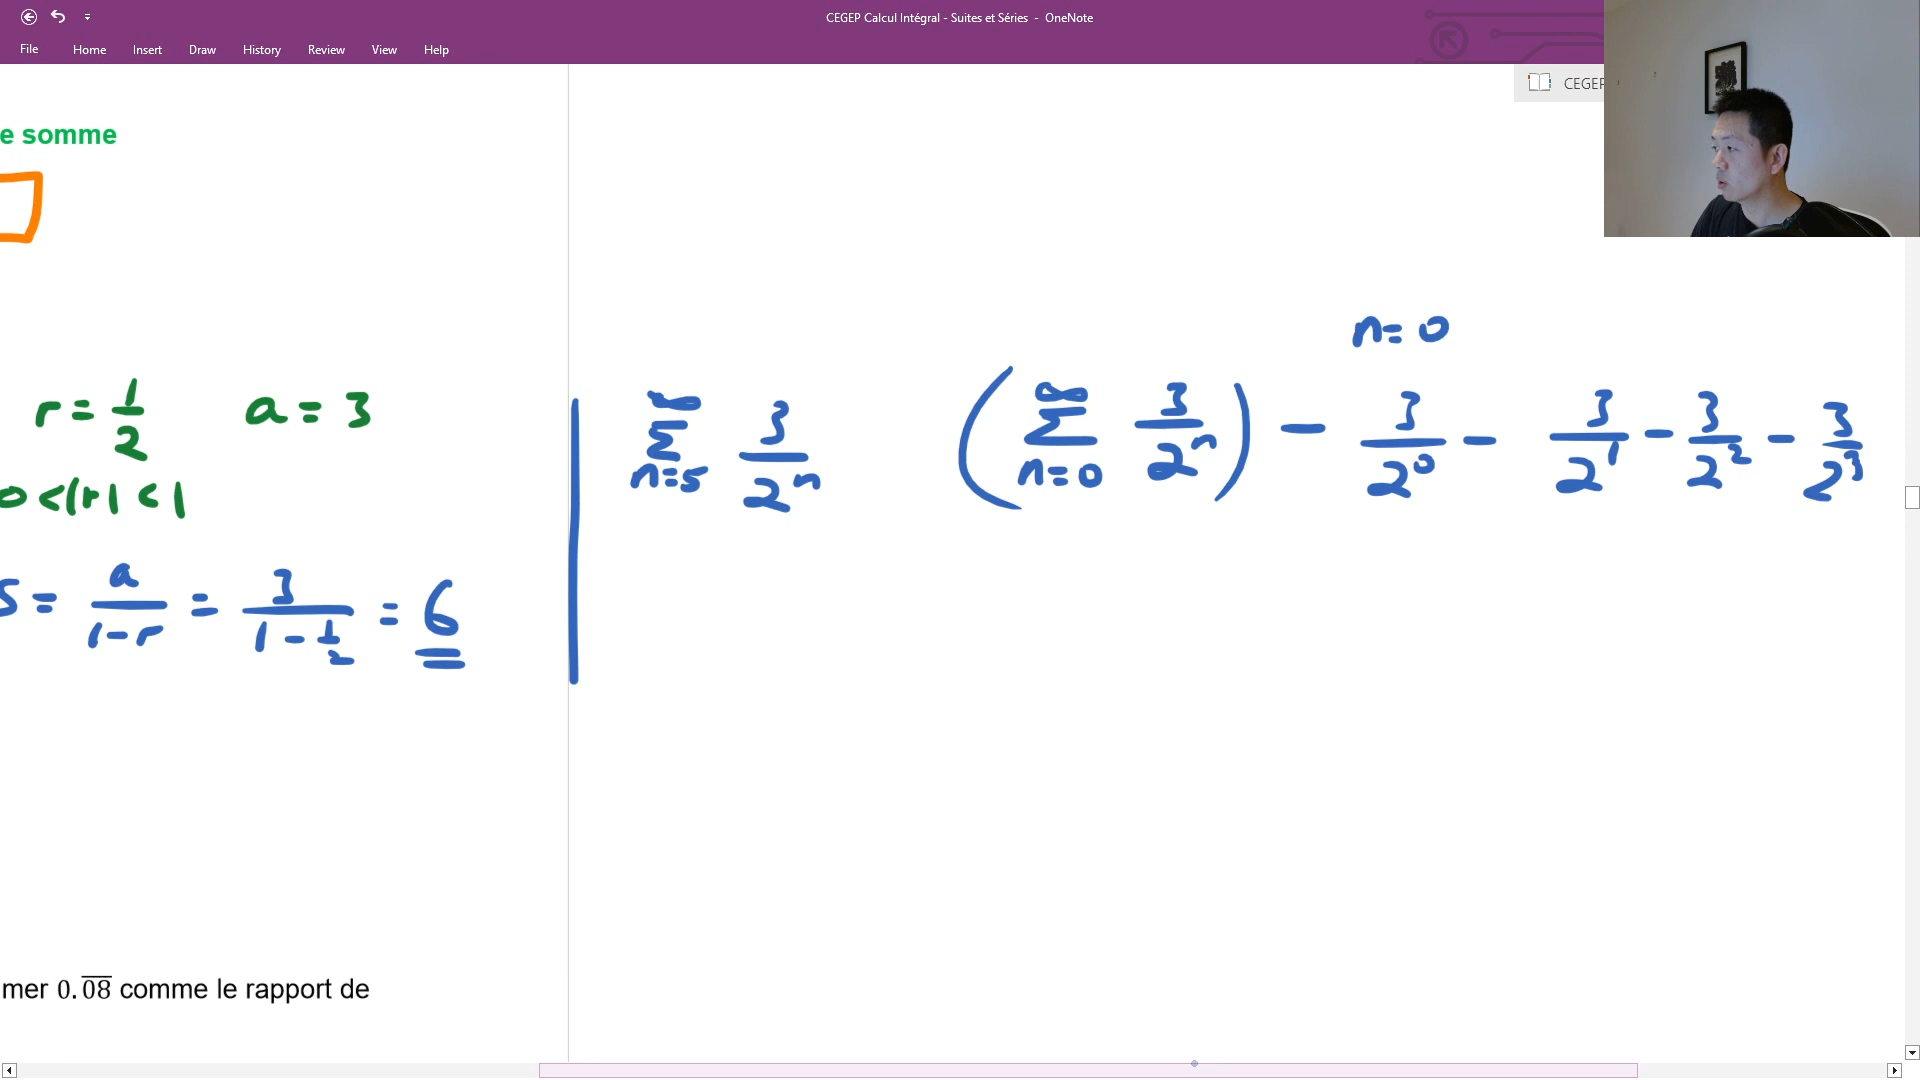 CEGEP Calcul Intégral - Suites et Séries - OneNote
File Home Insert Draw History Review View Help
CEGEP
e somme
n=0
r = 1/2 a = 3
0 <|r| < 1
S = a/(1-r) = 3/(1-1/2) = 6
∞ Σ n=5 3/2^n
(∞ Σ n=0 3/2^n) - 3/2^0 - 3/2^1 - 3/2^2 - 3/2^3
mer 0.0̅8̅ comme le rapport de